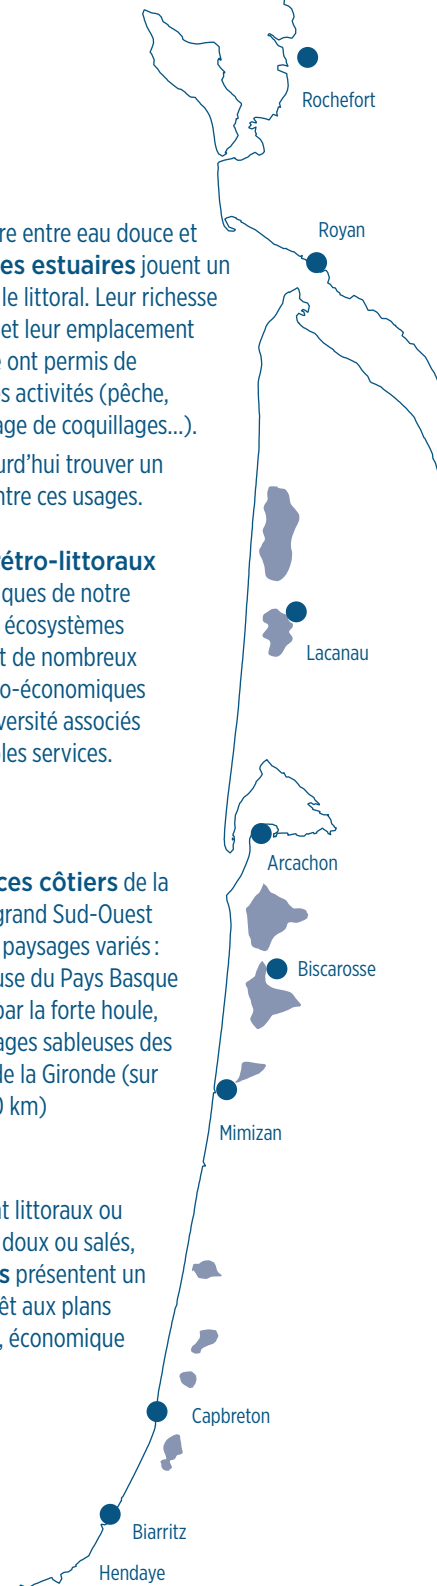 Rochefort
re entre eau douce et
Royan
es estuaires jouent un
le littoral. Leur richesse
et leur emplacement
ont permis de
s activités (pêche,
age de coquillages...).
urd’hui trouver un
ntre ces usages.
rétro-littoraux
iques de notre
écosystèmes
t de nombreux
Lacanau
o-économiques
versité associés
les services.
Arcachon
ces côtiers de la
grand Sud-Ouest
paysages variés :
Biscarosse
use du Pays Basque
par la forte houle,
ages sableuses des
de la Gironde (sur
0 km)
Mimizan
t littoraux ou
doux ou salés,
s présentent un
êt aux plans
, économique
Capbreton
Biarritz
Hendaye